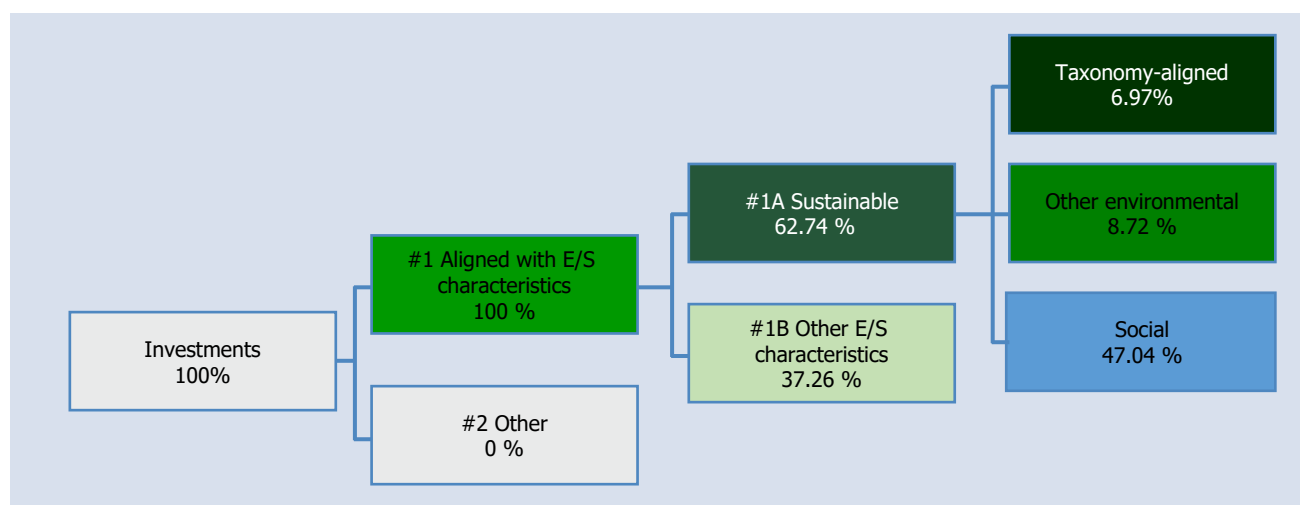 Investments
100%
#1 Aligned with E/S
characteristics
100 %
#2 Other
0 %
#1A Sustainable
62.74 %
#1B Other E/S
characteristics
37.26 %
Taxonomy-aligned
6.97%
Other environmental
8.72 %
Social
47.04 %